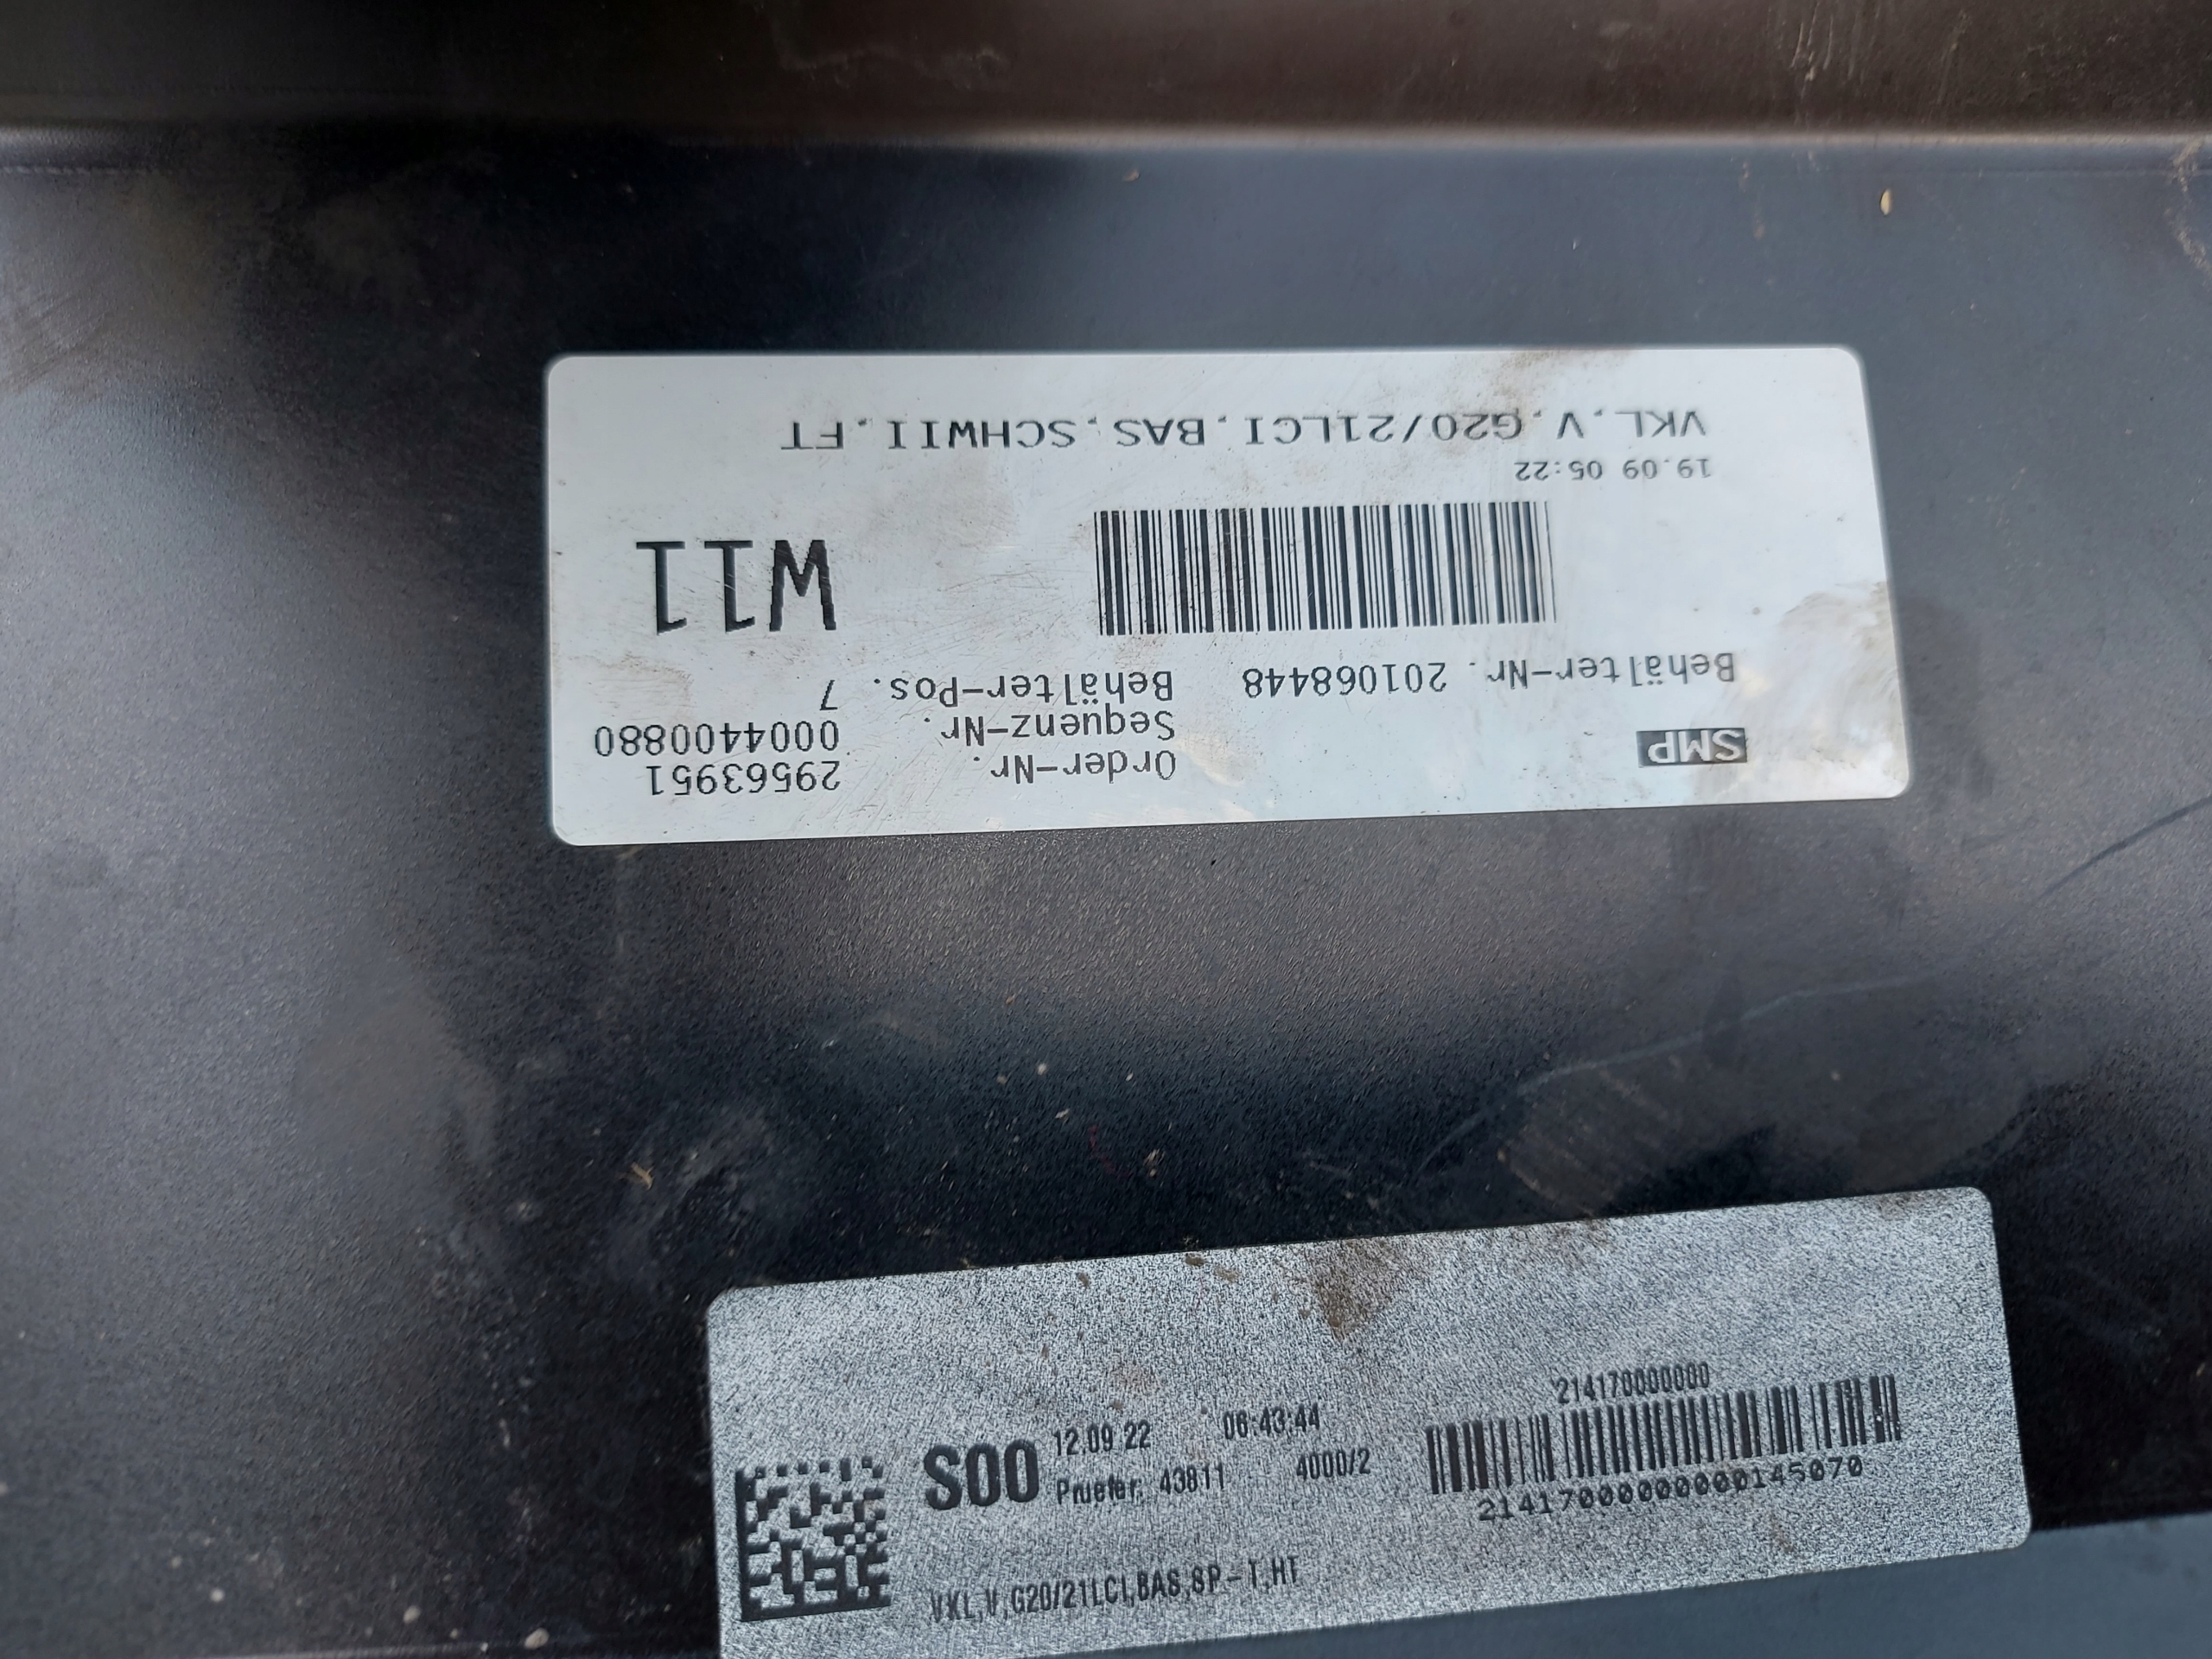 SMP
Order-Nr. 29563951
Sequenz-Nr. 0004400880
Behälter-Nr. 201068448 Behälter-Pos. 7
W11
19.09 05:22
VKL.V.G20/21LCI.BAS.SCHWII.FT
214170000000
S00 12.09 22 06:43:44
Pruefer: 43811 4000/2
2141700000000145070
VKL,V,G20/21LCI,BAS,SP-T,HT